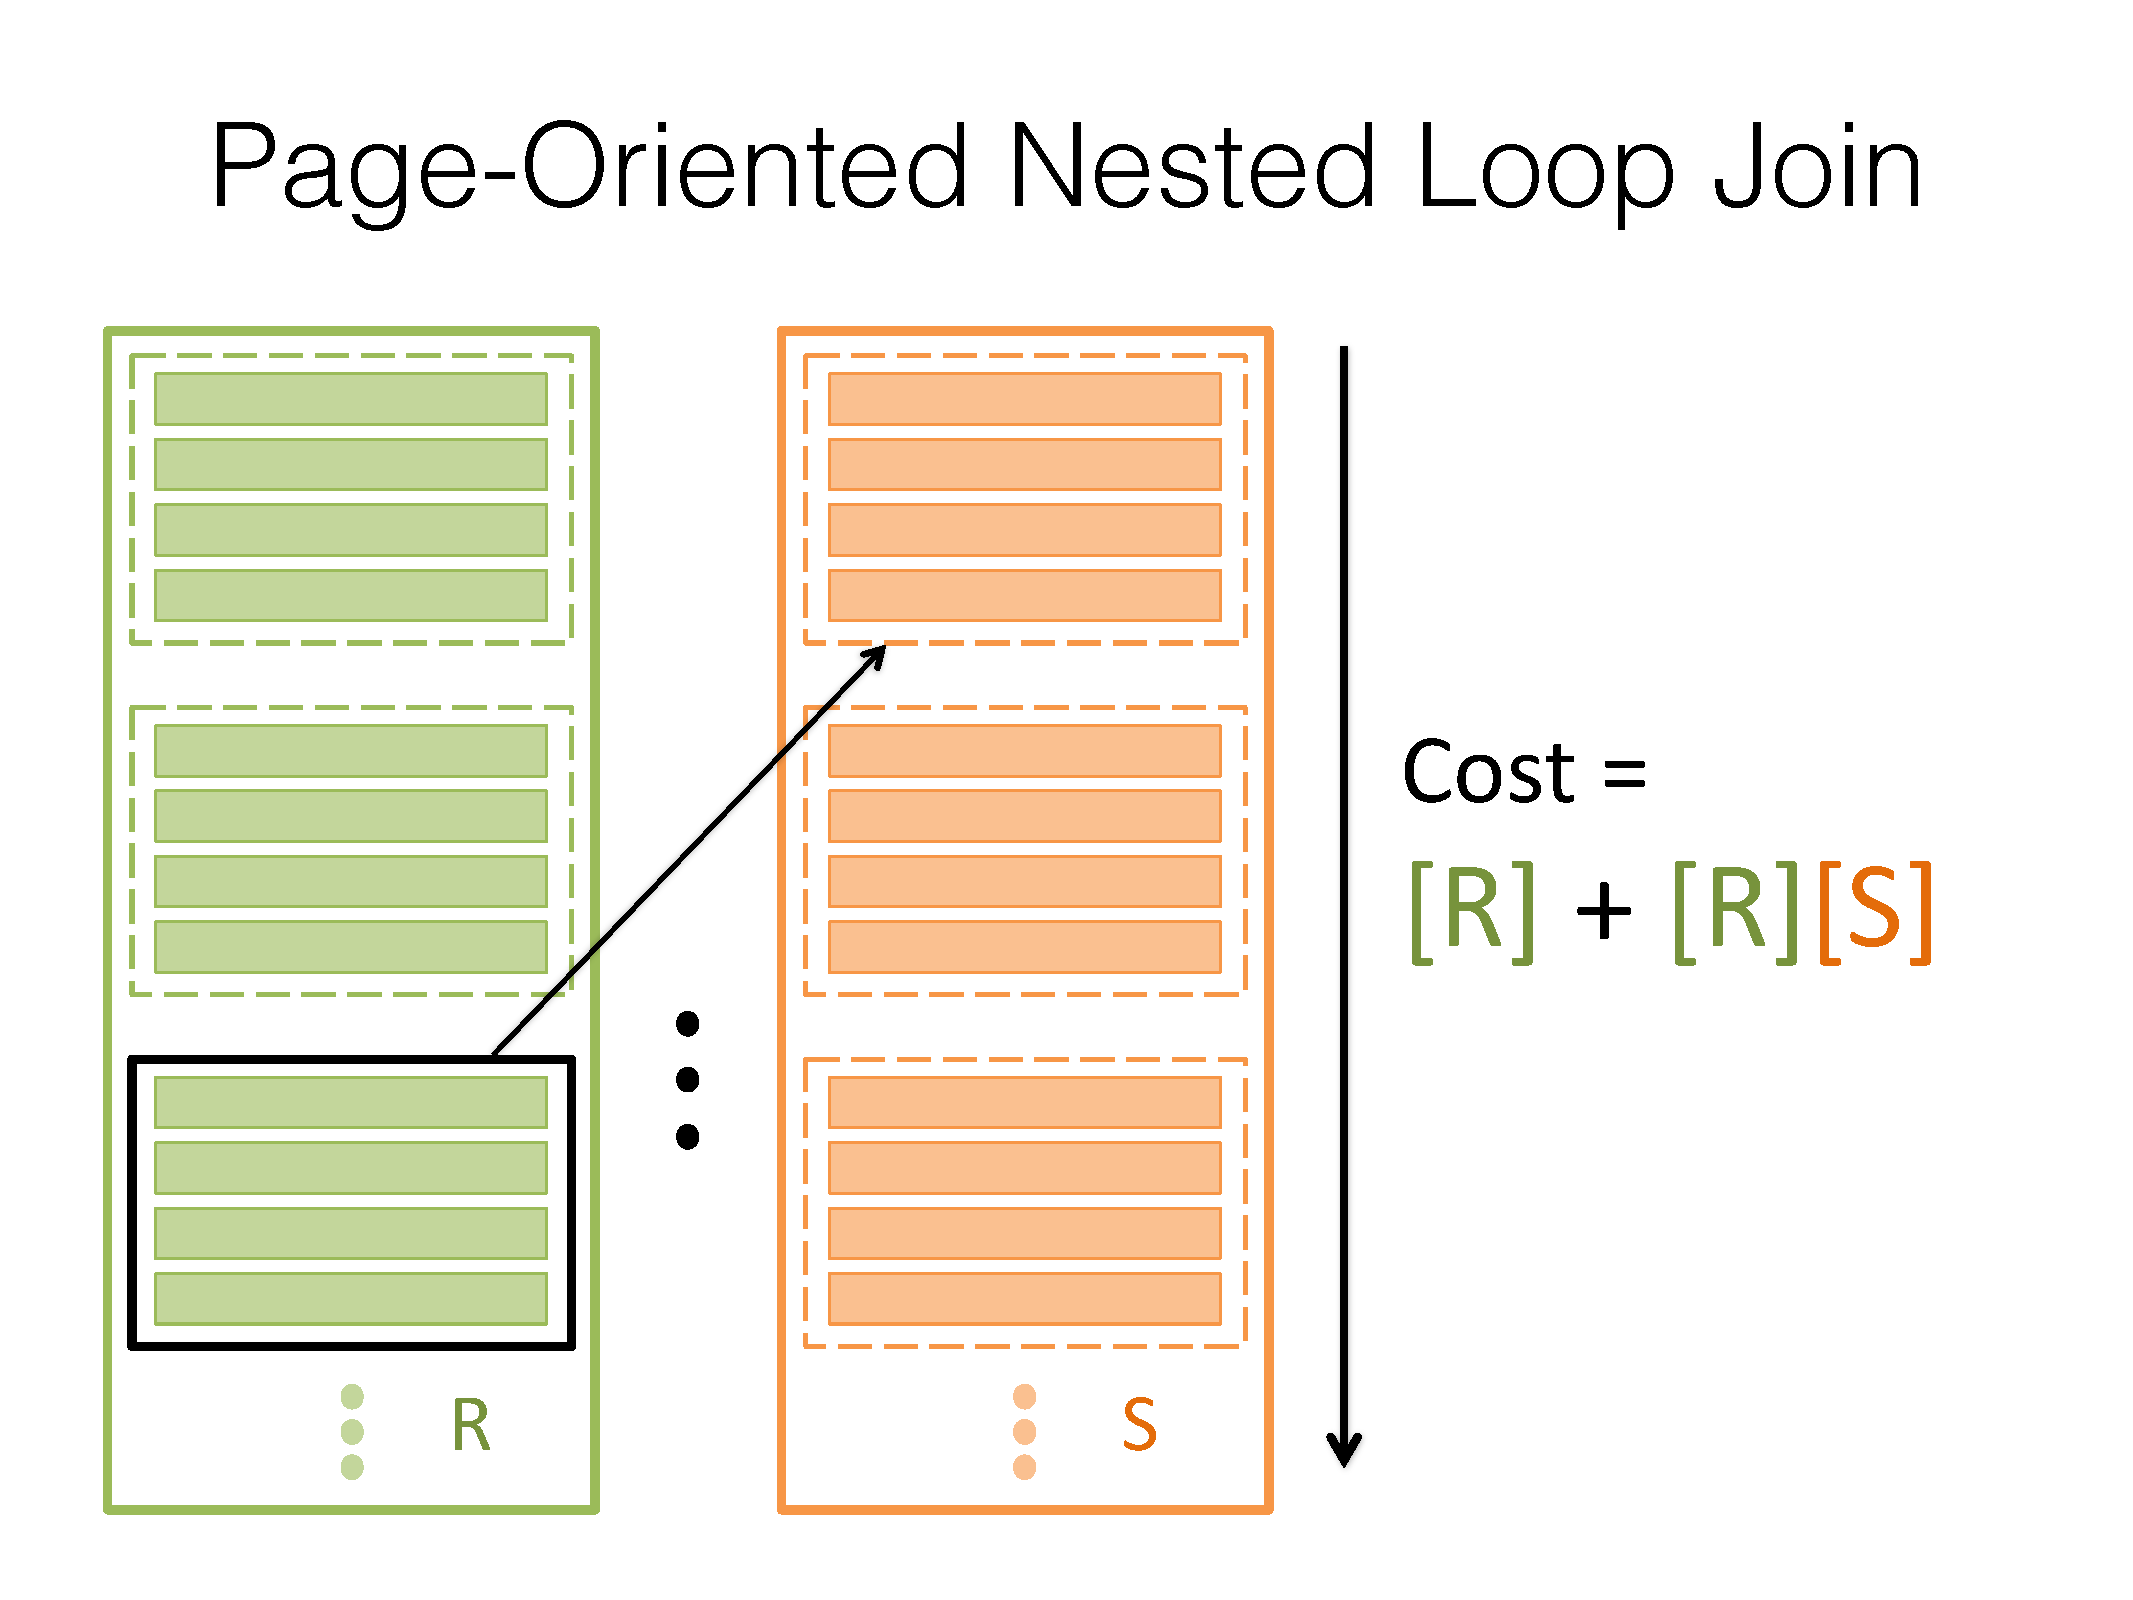 Page-Oriented Nested Loop Join
Cost =
[R] + [R][S]
R
S